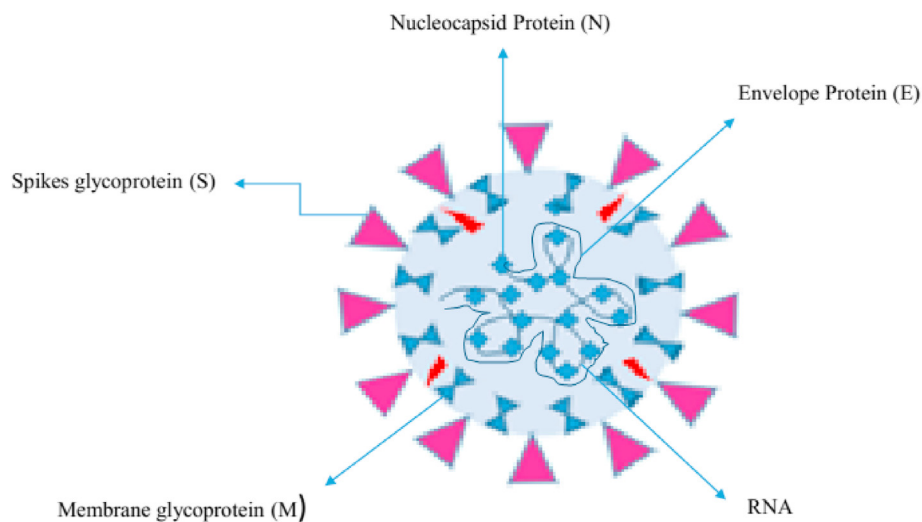 Nucleocapsid Protein (N)
Envelope Protein (E)
Spikes glycoprotein (S)
Membrane glycoprotein (M)
RNA